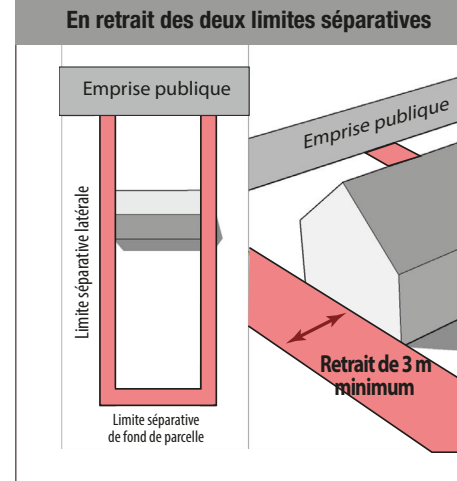 En retrait des deux limites séparatives
Emprise publique
Limite séparative latérale
Limite séparative
de fond de parcelle
Emprise publique
Retrait de 3 m
minimum